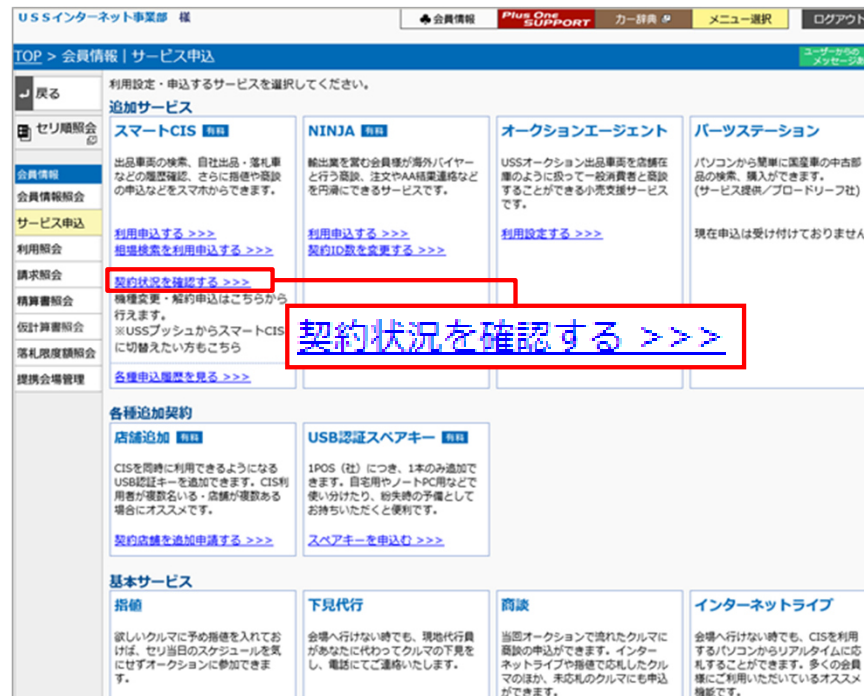 USSインターネット事業部 様
♣会員情報
Plus One SUPPORT
カー辞典
メニュー選択
ログアウト
TOP > 会員情報 | サービス申込
ユーザーからの
メッセージあ
戻る
セリ順照会
会員情報
会員情報照会
サービス申込
利用照会
請求照会
精算書照会
仮計算書照会
落札限度額照会
提携会場管理
利用設定・申込するサービスを選択してください。
追加サービス
スマートCIS 有料
出品車両の検索、自社出品・落札車
などの履歴確認、さらに指値や商談
の申込などをスマホからできます。
利用申込する >>>
相場検索を利用申込する >>>
契約状況を確認する >>>
機種変更・解約申込はこちらから
行えます。
※USSプッシュからスマートCIS
に切替えたい方もこちら
各種申込履歴を見る >>>
NINJA 有料
輸出業を営む会員様が海外バイヤー
と行う商談、注文やAA結果連絡など
を円滑にできるサービスです。
利用申込する >>>
契約ID数を変更する >>>
オークションエージェント
USSオークション出品車両を店舗在
庫のように扱って一般消費者と商談
することができる小売支援サービス
です。
利用設定する >>>
パーツステーション
パソコンから簡単に国産車の中古部
品の検索、購入ができます。
(サービス提供/ブロードリーフ社)
現在申込は受け付けておりません
契約状況を確認する >>>
各種追加契約
店舗追加 有料
CISを同時に利用できるようになる
USB認証キーを追加できます。CIS利
用者が複数名いる・店舗が複数ある
場合にオススメです。
契約店舗を追加申請する >>>
USB認証スペアキー 有料
1POS（社）につき、1本のみ追加で
きます。自宅用やノートPC用などで
使い分けたり、紛失時の予備として
お持ちいただくと便利です。
スペアキーを申込む >>>
基本サービス
指値
欲しいクルマに予め指値を入れてお
けば、セリ当日のスケジュールを気
にせずオークションに参加できま
す。
下見代行
会場へ行けない時でも、現地代行員
があなたに代わってクルマの下見を
し、電話にてご連絡いたします。
商談
当回オークションで流れたクルマに
商談の申込ができます。インター
ネットライブや指値で応札したクル
マのほか、未応札のクルマにも申込
ができます。
インターネットライブ
会場へ行けない時でも、CISを利用
するパソコンからリアルタイムに応
札することができます。多くの会員
様にご利用いただいているオススメ
機能です。